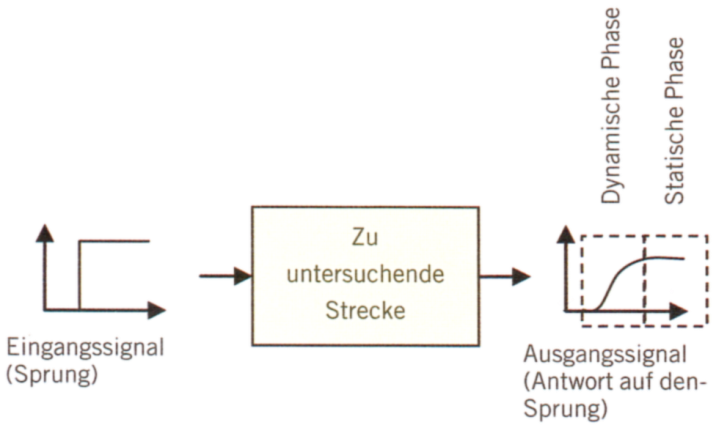 Dynamische Phase
Statische Phase
Zu
untersuchende
Strecke
Eingangssignal
(Sprung)
Ausgangssignal
(Antwort auf den-
Sprung)